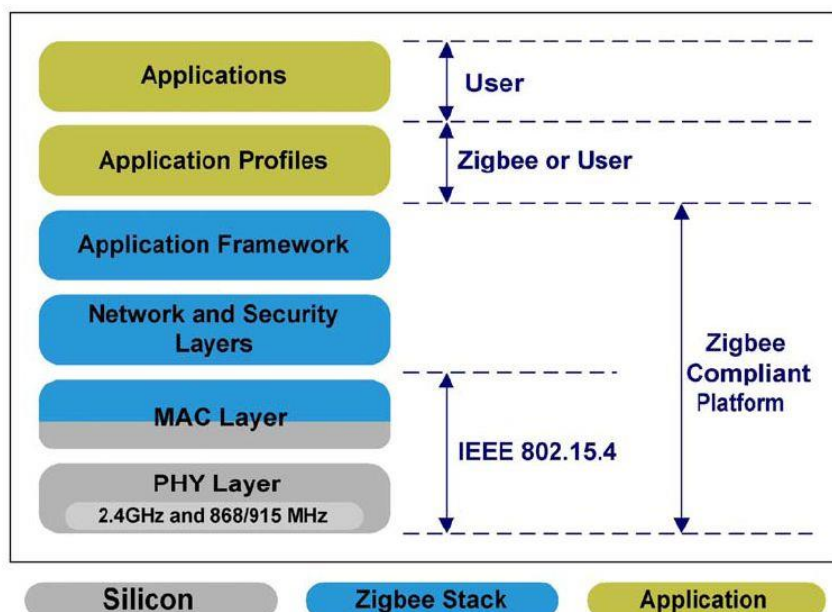 Applications
User
Application Profiles
Zigbee or User
Application Framework
Network and Security
Layers
Zigbee
Compliant
Platform
MAC Layer
IEEE 802.15.4
PHY Layer
2.4GHz and 868/915 MHz
Silicon
Zigbee Stack
Application